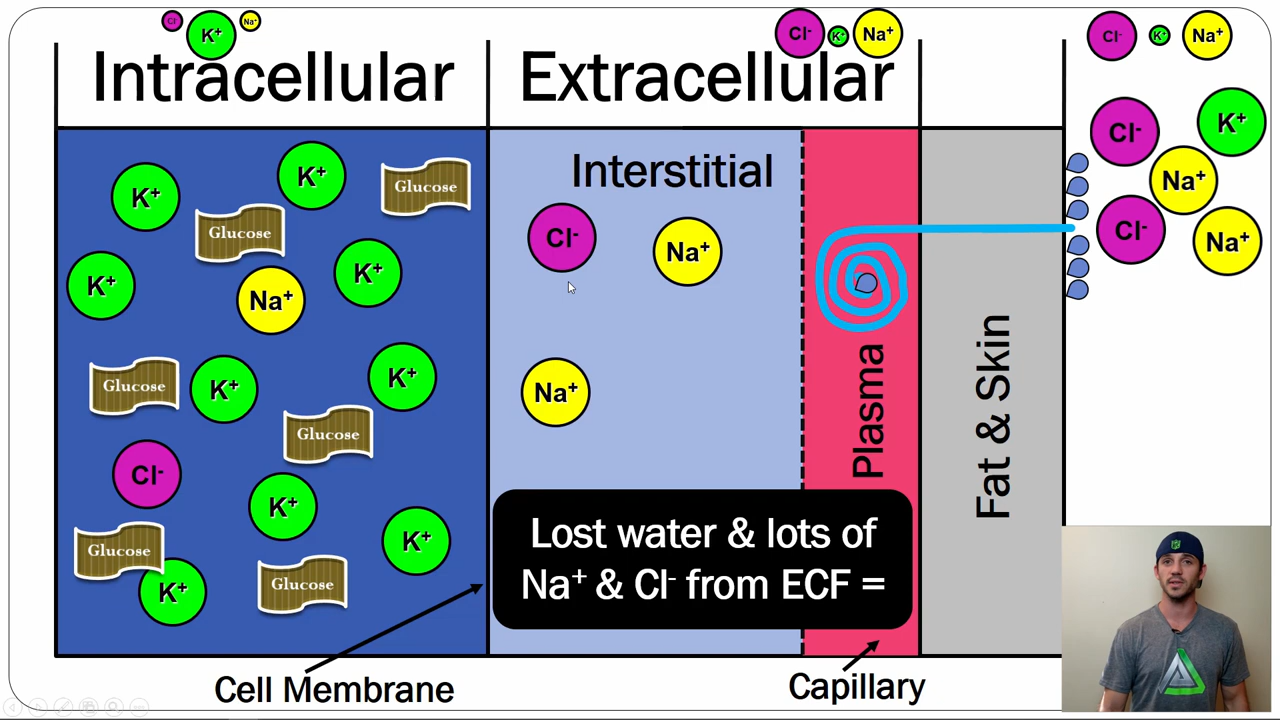 Cl-
K+
Na+
Cl-
K+
Na+
Cl-
K+
Na+
Intracellular
Extracellular
Cl-
K+
K+
K+
Glucose
Interstitial
Na+
Glucose
Cl-
Na+
Cl-
Na+
K+
K+
Na+
Glucose
K+
K+
Na+
Glucose
Plasma
Fat & Skin
Cl-
K+
K+
Glucose
K+
Glucose
Lost water & lots of
Na+ & Cl- from ECF =
Cell Membrane
Capillary